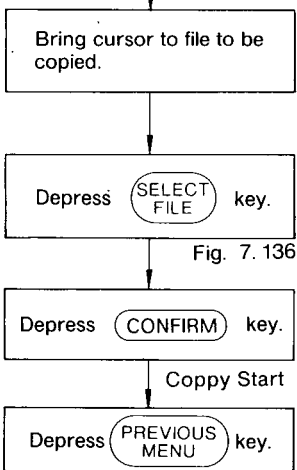 Bring cursor to file to be
copied.
Depress SELECT FILE key.
Fig. 7.136
Depress CONFIRM key.
Coppy Start
Depress PREVIOUS MENU key.